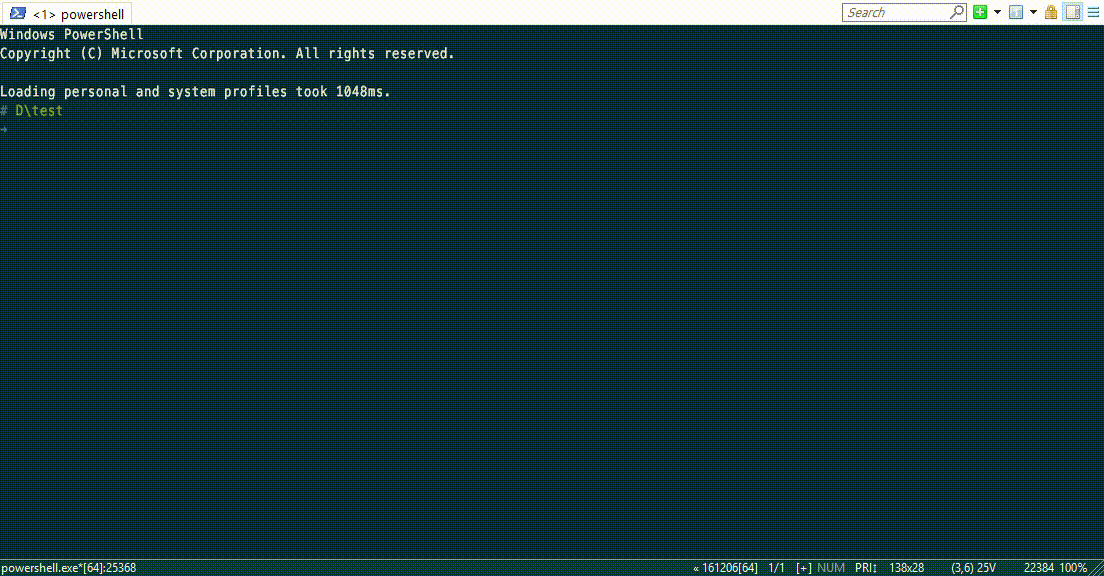 <1> powershell
Search
Windows PowerShell
Copyright (C) Microsoft Corporation. All rights reserved.
Loading personal and system profiles took 1048ms.
# D\test
→
powershell.exe*[64]:25368
« 161206[64] 1/1 [+] NUM PRI↕ 138x28 (3,6) 25V 22384 100%